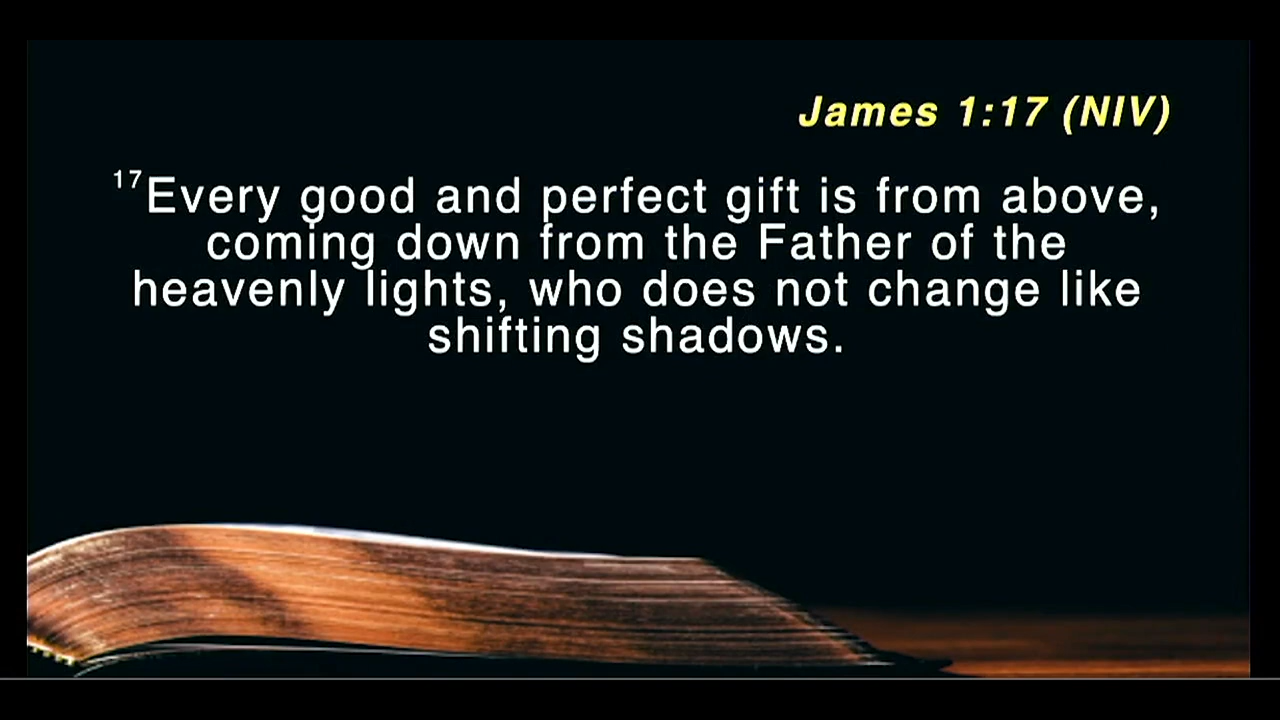 James 1:17 (NIV)
17Every good and perfect gift is from above,
coming down from the Father of the
heavenly lights, who does not change like
shifting shadows.